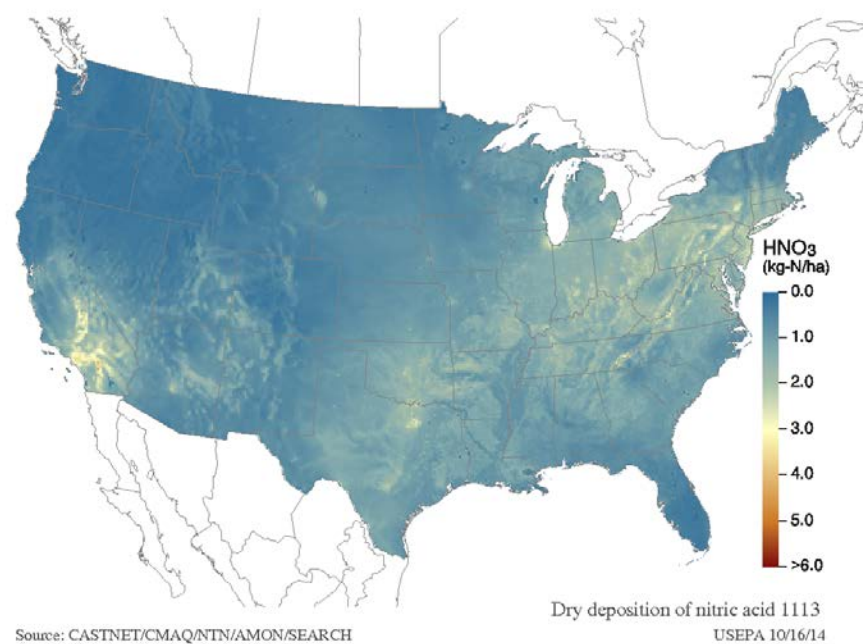 HNO3
(kg-N/ha)
0.0
1.0
2.0
3.0
4.0
5.0
>6.0
Dry deposition of nitric acid 1113
Source: CASTNET/CMAQ/NTN/AMON/SEARCH
USEPA 10/16/14